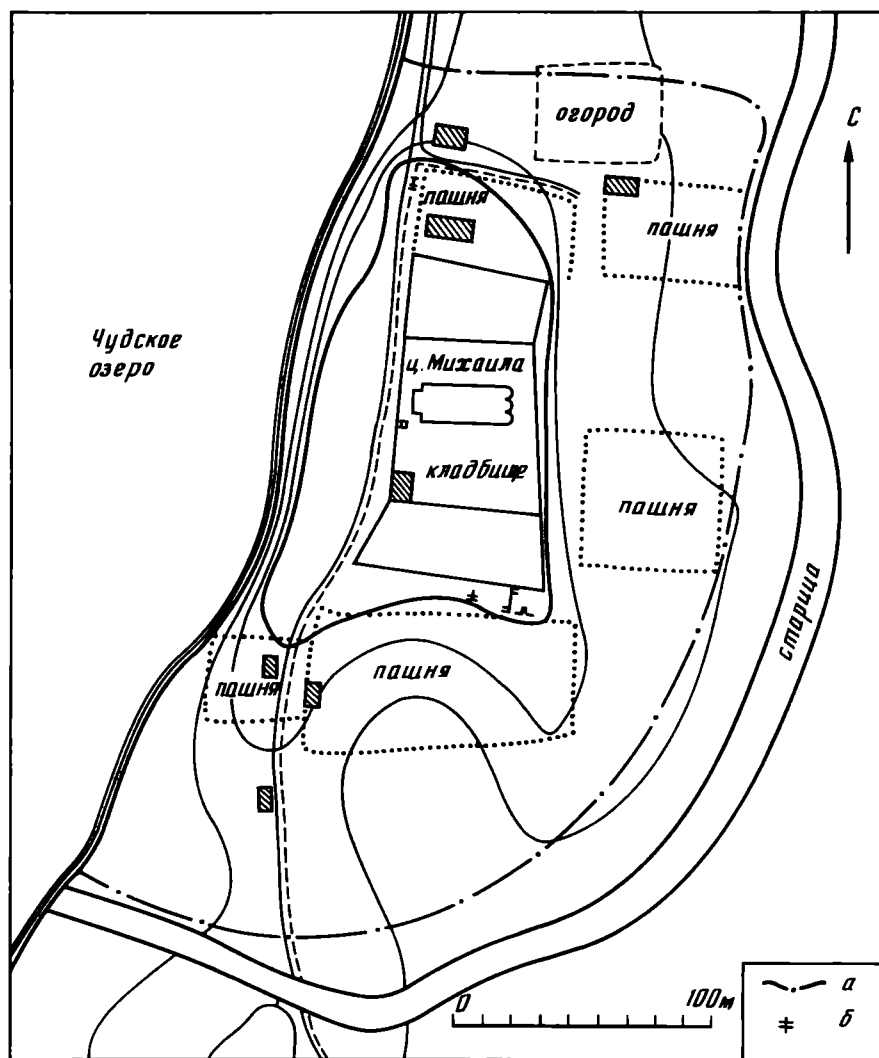 огород
С
пашня
пашня
Чудское
озеро
ц. Михаила
кладбище
пашня
старица
пашня
пашня
0 100м
а
б